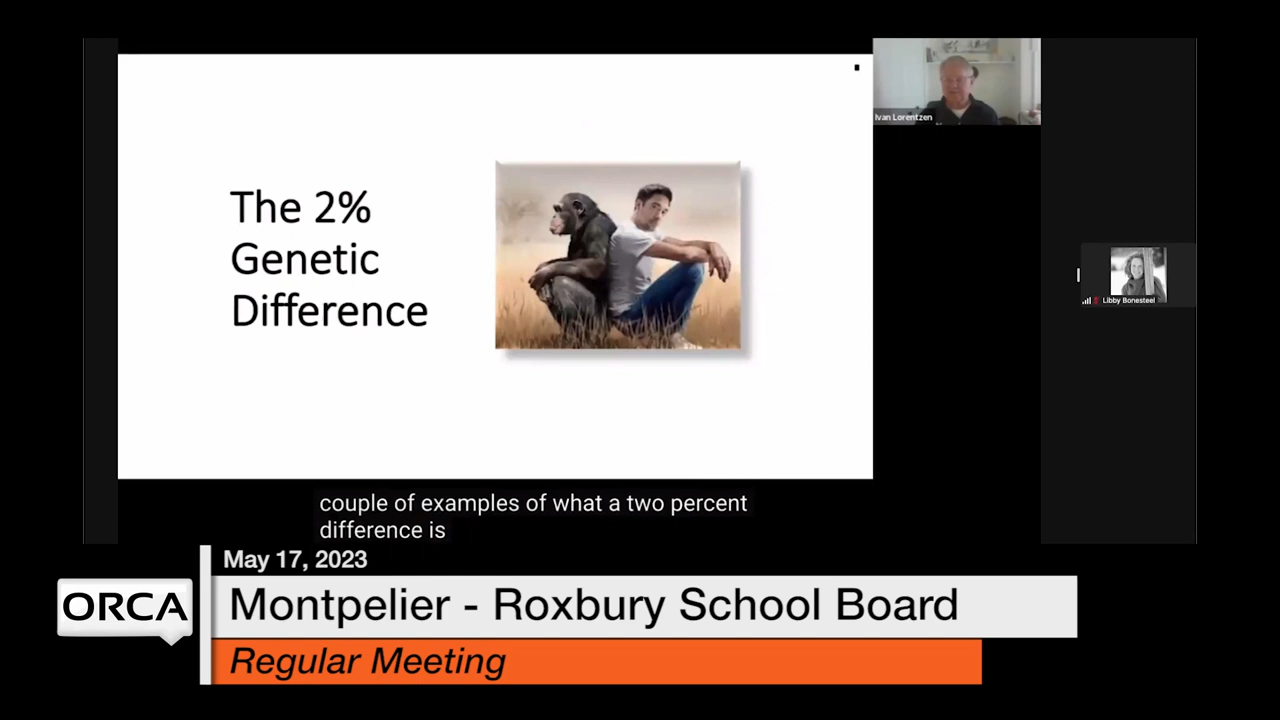 The 2%
Genetic
Difference
Ivan Lorentzen
Libby Bonesteel
couple of examples of what a two percent
difference is
May 17, 2023
ORCA
Montpelier - Roxbury School Board
Regular Meeting